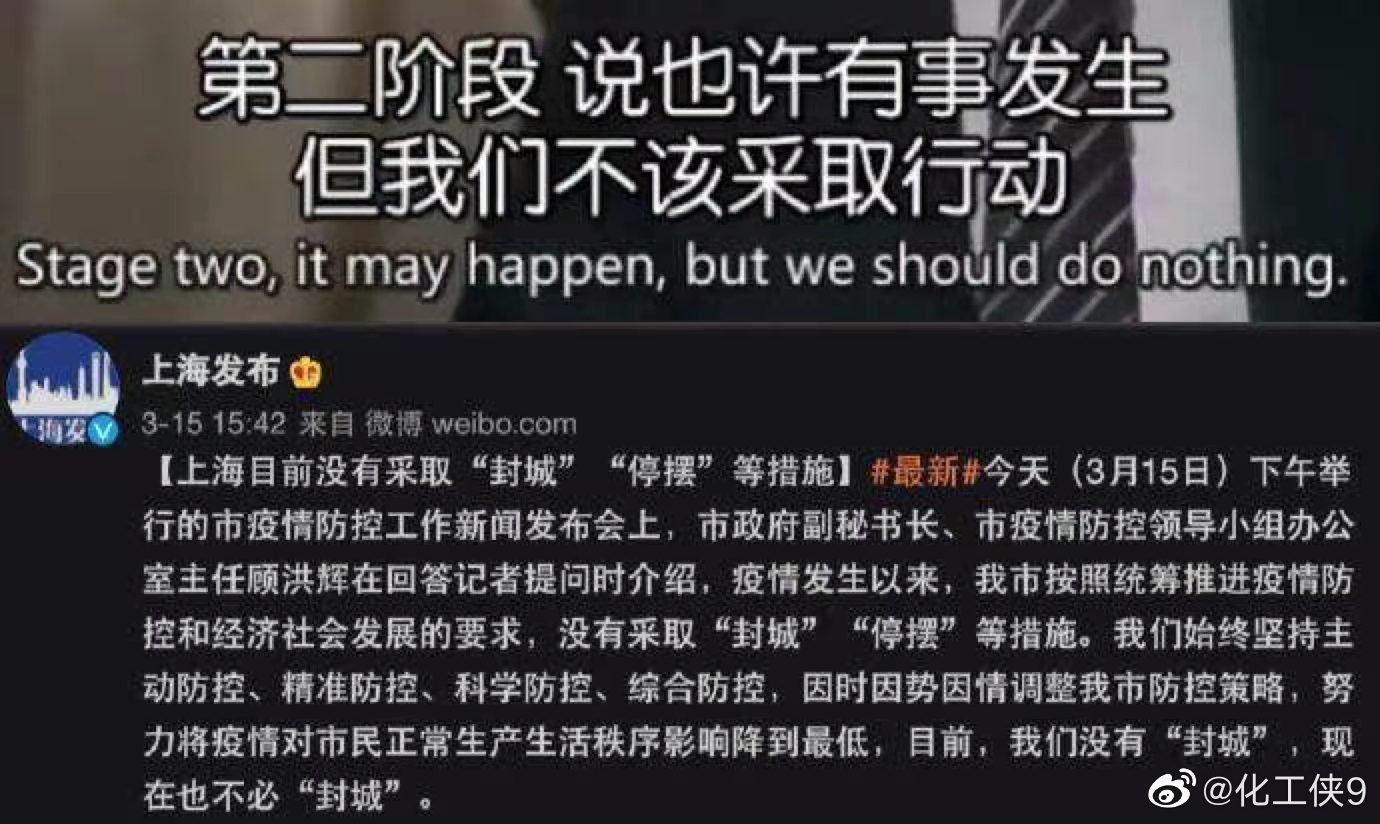 第二阶段 说也许有事发生
但我们不该采取行动
Stage two, it may happen, but we should do nothing.
上海发布
上海发
3-15 15:42 来自 微博 weibo.com
【上海目前没有采取“封城”“停摆”等措施】#最新#今天（3月15日）下午举
行的市疫情防控工作新闻发布会上，市政府副秘书长、市疫情防控领导小组办公
室主任顾洪辉在回答记者提问时介绍，疫情发生以来，我市按照统筹推进疫情防
控和经济社会发展的要求，没有采取“封城”“停摆”等措施。我们始终坚持主
动防控、精准防控、科学防控、综合防控，因时因势因情调整我市防控策略，努
力将疫情对市民正常生产生活秩序影响降到最低，目前，我们没有“封城”，现
在也不必“封城”。
@化工侠9